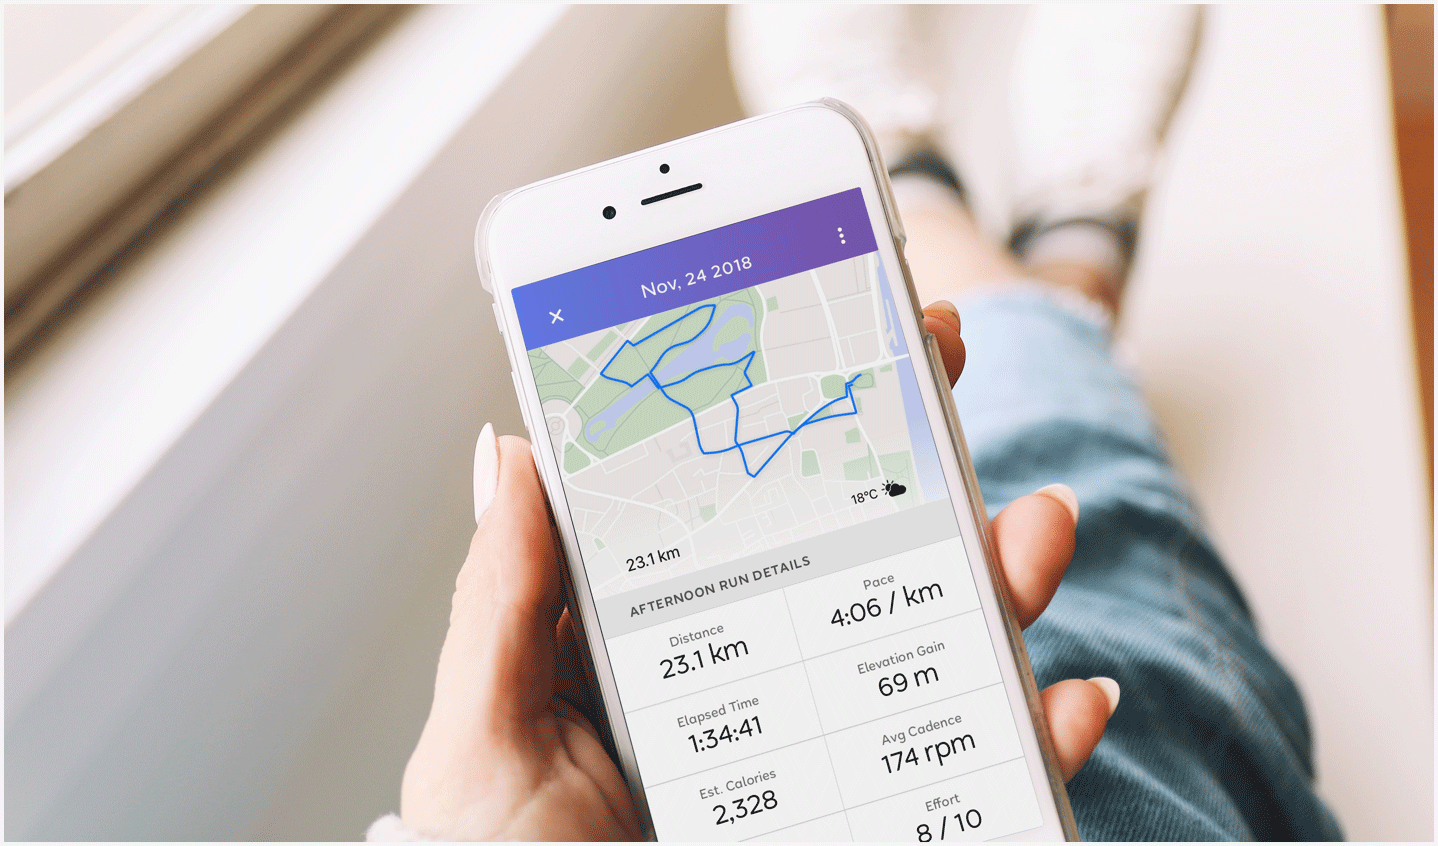 Nov, 24 2018
18°C
23.1 km
AFTERNOON RUN DETAILS
Distance
23.1 km
Pace
4:06 / km
Elapsed Time
1:34:41
Elevation Gain
69 m
Est. Calories
2,328
Avg Cadence
174 rpm
Effort
8 / 10